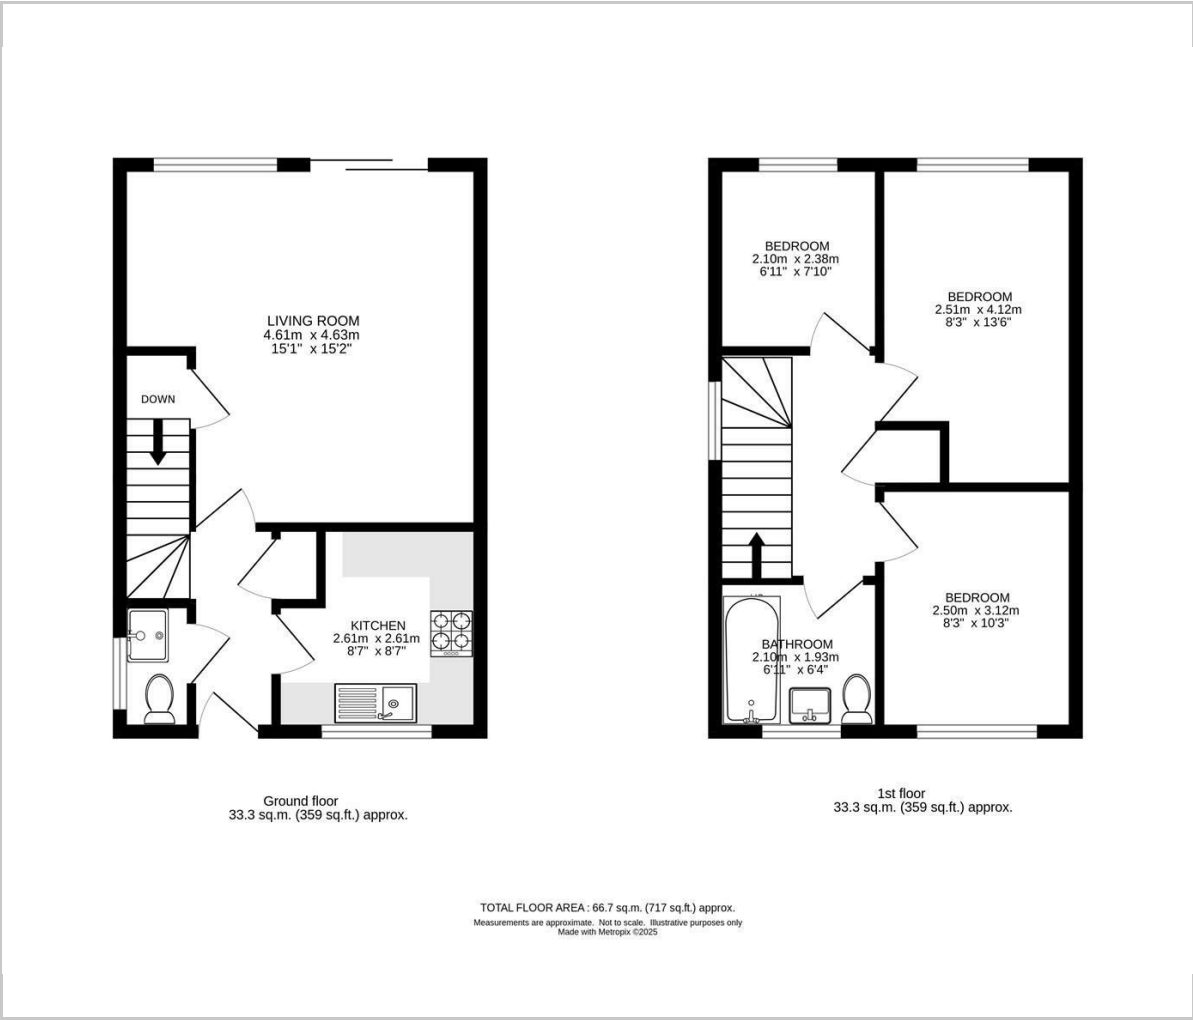 LIVING ROOM
4.61m x 4.63m
15'1" x 15'2"
DOWN
KITCHEN
2.61m x 2.61m
8'7" x 8'7"
Ground floor
33.3 sq.m. (359 sq.ft.) approx.
BEDROOM
2.10m x 2.38m
6'11" x 7'10"
BEDROOM
2.51m x 4.12m
8'3" x 13'6"
BEDROOM
2.50m x 3.12m
8'3" x 10'3"
BATHROOM
2.10m x 1.93m
6'11" x 6'4"
1st floor
33.3 sq.m. (359 sq.ft.) approx.
TOTAL FLOOR AREA : 66.7 sq.m. (717 sq.ft.) approx.
Measurements are approximate. Not to scale. Illustrative purposes only
Made with Metropix ©2025